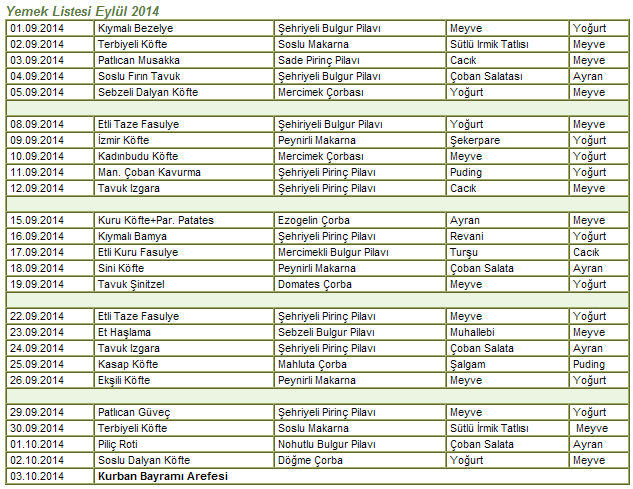 Yemek Listesi Eylül 2014
01.09.2014 Kıymalı Bezelye Şehriyeli Bulgur Pilavı Meyve Yoğurt
02.09.2014 Terbiyeli Köfte Soslu Makarna Sütlü Irmik Tatlısı Meyve
03.09.2014 Patlıcan Musakka Sade Pirinç Pilavı Cacık Meyve
04.09.2014 Soslu Fırın Tavuk Şehriyeli Bulgur Pilavı Çoban Salatası Ayran
05.09.2014 Sebzeli Dalyan Köfte Mercimek Çorbası Yoğurt Meyve
08.09.2014 Etli Taze Fasulye Şehiriyeli Bulgur Pilavı Yoğurt Meyve
09.09.2014 İzmir Köfte Peynirli Makarna Şekerpare Yoğurt
10.09.2014 Kadınbudu Köfte Mercimek Çorbası Meyve Yoğurt
11.09.2014 Man. Çoban Kavurma Şehriyeli Pirinç Pilavı Puding Yoğurt
12.09.2014 Tavuk Izgara Şehriyeli Pirinç Pilavı Cacık Meyve
15.09.2014 Kuru Köfte+Par. Patates Ezogelin Çorba Ayran Meyve
16.09.2014 Kıymalı Bamya Şehriyeli Pirinç Pilavı Revani Yoğurt
17.09.2014 Etli Kuru Fasulye Mercimekli Bulgur Pilavı Turşu Cacık
18.09.2014 Sini Köfte Peynirli Makarna Çoban Salata Ayran
19.09.2014 Tavuk Şinitzel Domates Çorba Meyve Yoğurt
22.09.2014 Etli Taze Fasulye Şehriyeli Pirinç Pilavı Meyve Yoğurt
23.09.2014 Et Haşlama Sebzeli Bulgur Pilavı Muhallebi Meyve
24.09.2014 Tavuk Izgara Şehriyeli Pirinç Pilavı Çoban Salata Ayran
25.09.2014 Kasap Köfte Mahluta Çorba Şalgam Puding
26.09.2014 Ekşili Köfte Peynirli Makarna Meyve Yoğurt
29.09.2014 Patlıcan Güveç Şehriyeli Pirinç Pilavı Meyve Yoğurt
30.09.2014 Terbiyeli Köfte Soslu Makarna Sütlü İrmik Tatlısı Meyve
01.10.2014 Piliç Roti Nohutlu Bulgur Pilavı Çoban Salata Ayran
02.10.2014 Soslu Dalyan Köfte Döğme Çorba Yoğurt Meyve
03.10.2014 Kurban Bayramı Arefesi